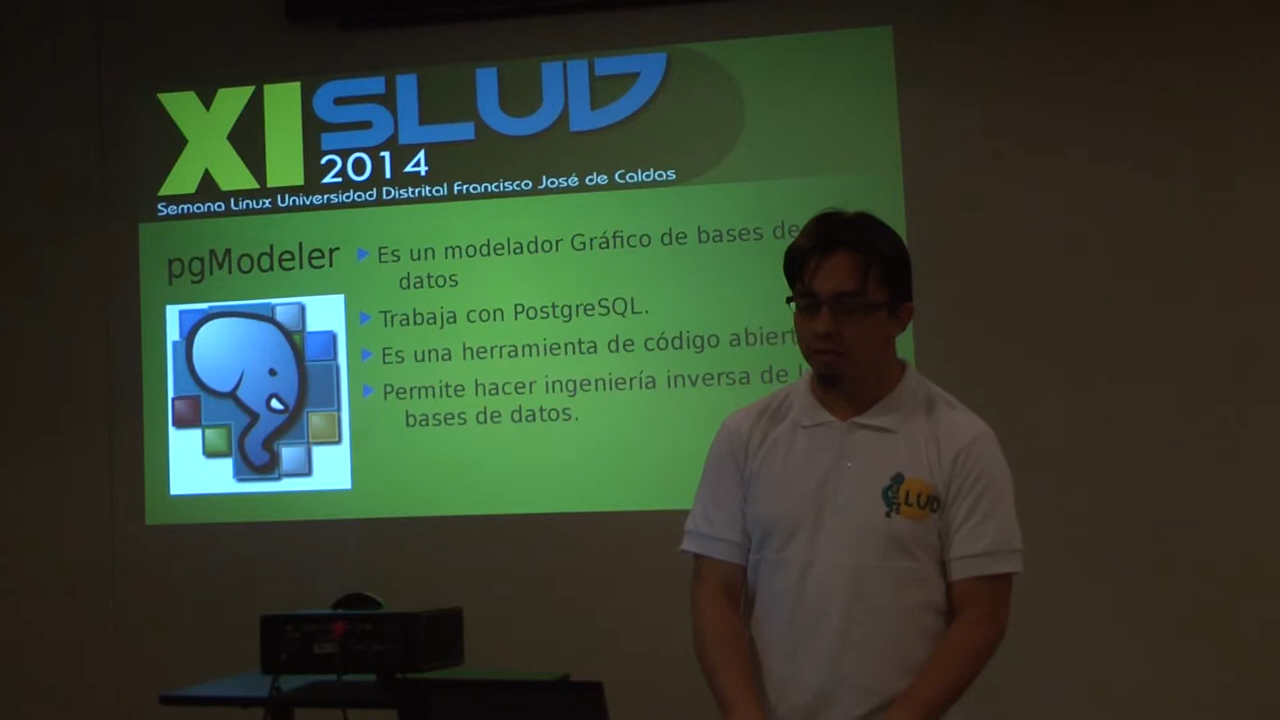 XI SLUD
2014
Semana Linux Universidad Distrital Francisco José de Caldas
pgModeler
Es un modelador Gráfico de bases de
datos
Trabaja con PostgreSQL.
Es una herramienta de código
Permite hacer ingeniería inversa de
bases de datos.
LUD